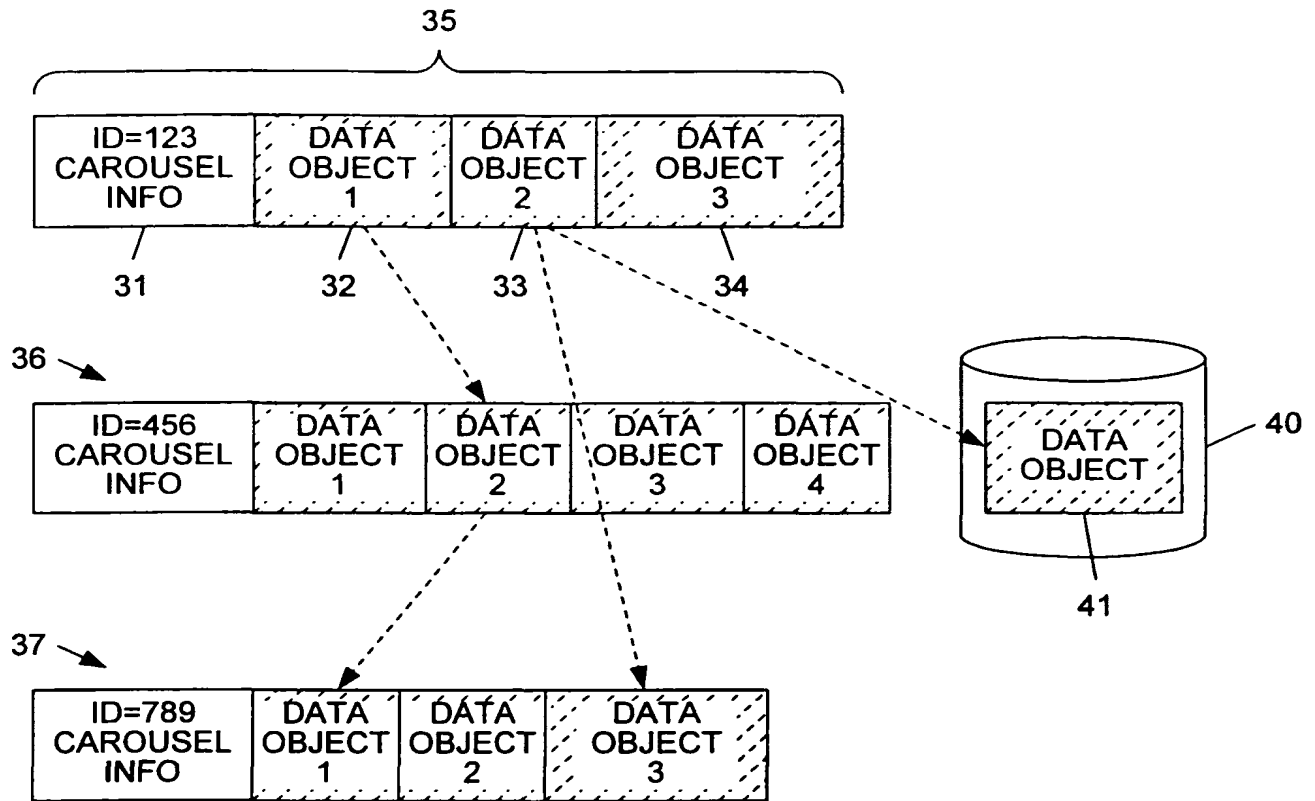 35
ID=123
CAROUSEL
INFO
DATA
OBJECT
1
DATA
OBJECT
2
DATA
OBJECT
3
31
32
33
34
36
ID=456
CAROUSEL
INFO
DATA
OBJECT
1
DATA
OBJECT
2
DATA
OBJECT
3
DATA
OBJECT
4
DATA
OBJECT
40
41
37
ID=789
CAROUSEL
INFO
DATA
OBJECT
1
DATA
OBJECT
2
DATA
OBJECT
3